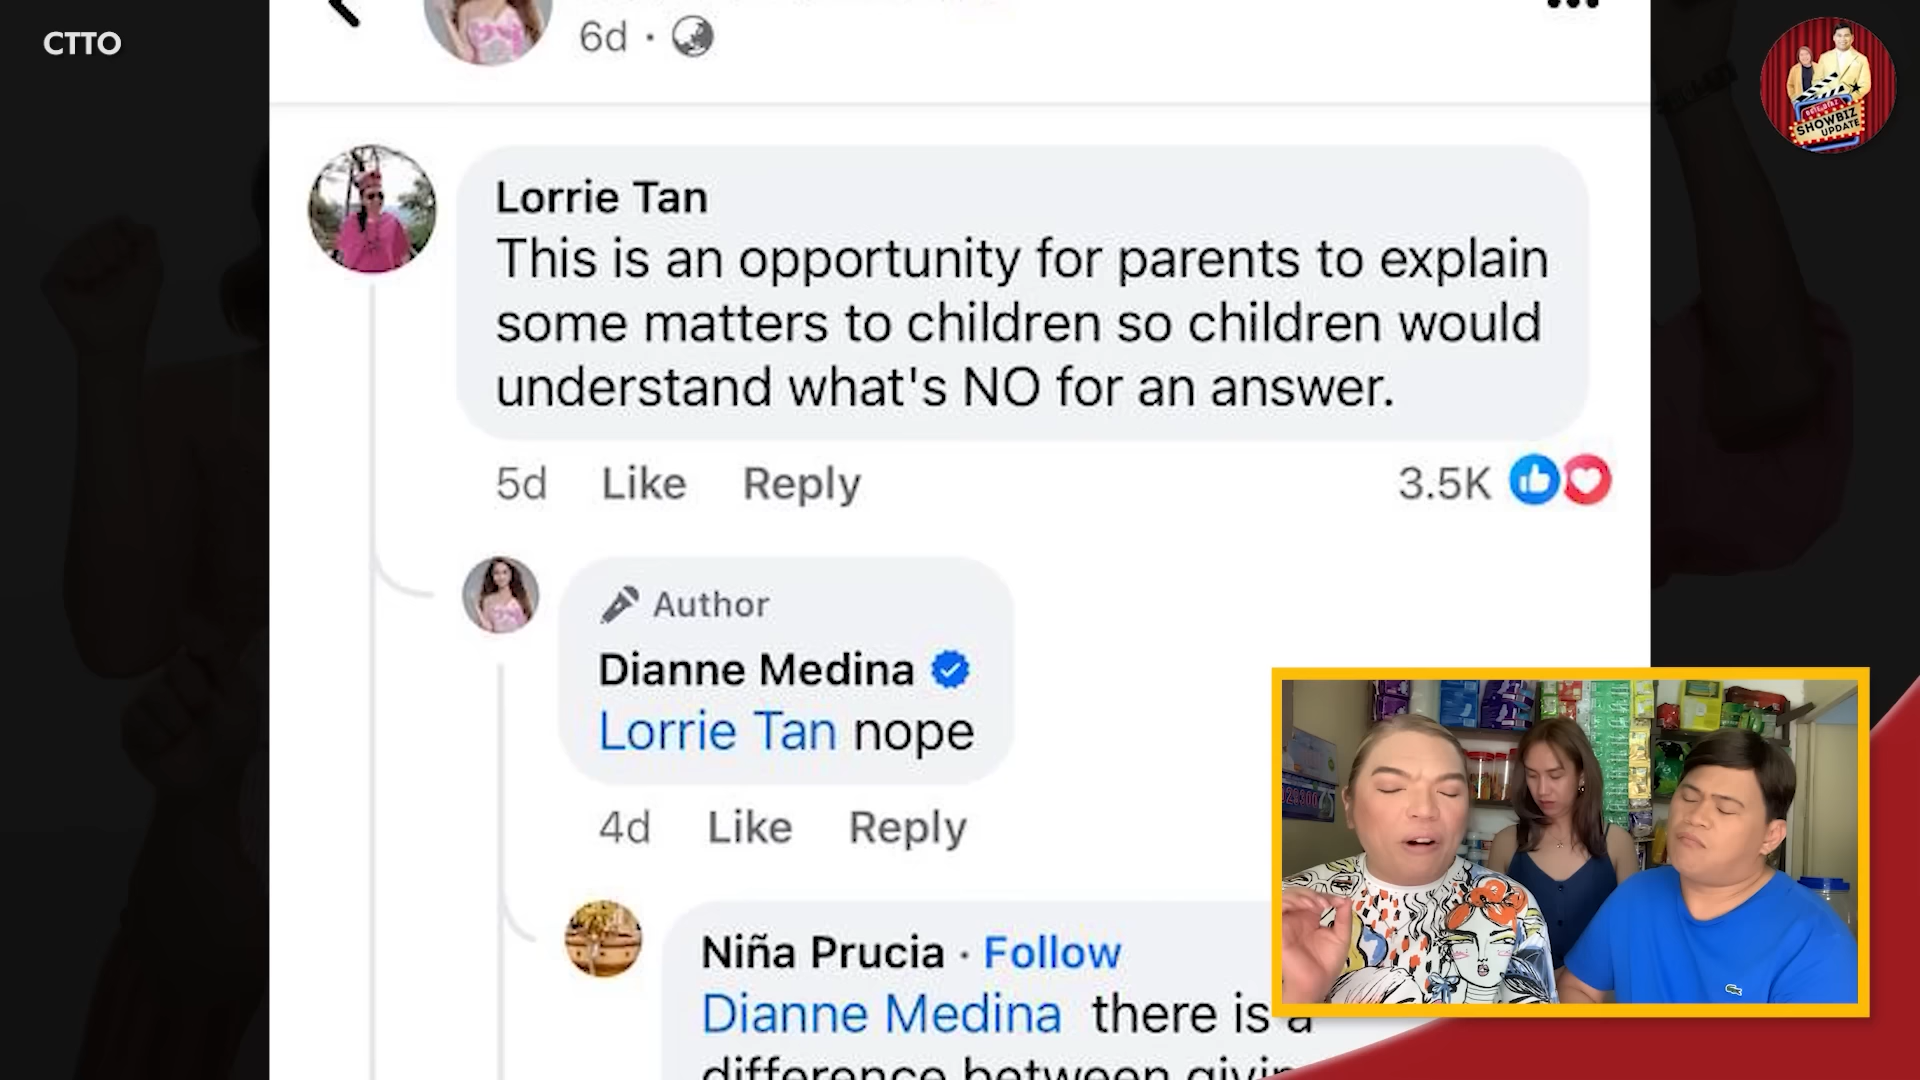 CTTO
6d ·
Lorrie Tan
This is an opportunity for parents to explain
some matters to children so children would
understand what's NO for an answer.
5d Like Reply 3.5K
Author
Dianne Medina
Lorrie Tan nope
4d Like Reply
Niña Prucia · Follow
Dianne Medina there is a
difference between
SHOWBIZ
UPDATE